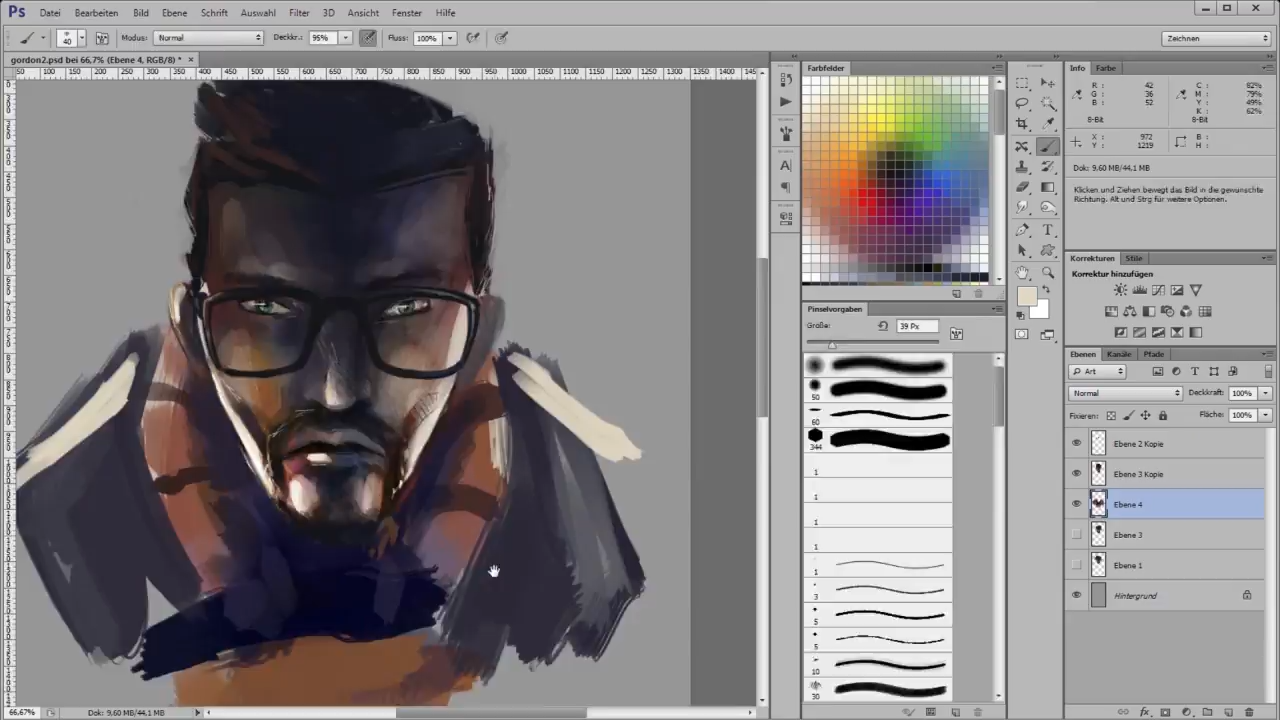 Ps Datei Bearbeiten Bild Ebene Schrift Auswahl Filter 3D Ansicht Fenster Hilfe
40 Modus: Normal Deckkr.: 95% Fluss: 100% Zeichnen
gordon2.psd bei 66,7% (Ebene 4, RGB/8) * ×
50 100 150 200 250 300 350 400 450 500 550 600 650 700 750 800 850 900 950 1000 1050 1100 1150 1200 1250 1300 1350 1400 145
Farbfelder
Info Farbe
R: 42 C: 82%
G: 36 M: 79%
B: 52 Y: 49%
K: 62%
8-Bit 8-Bit
X: 972 B:
Y: 1219 H:
Dok: 9,60 MB/44,1 MB
Klicken und Ziehen bewegt das Bild in die gewünschte
Richtung. Alt und Strg für weitere Optionen.
Korrekturen Stile
Korrektur hinzufügen
Pinselvorgaben
Größe: 39 Px
50
60
344
1
1
1
1
1
3
5
5
10
30
Ebenen Kanäle Pfade
Art
Normal Deckkraft: 100%
Fixieren: Fläche: 100%
Ebene 2 Kopie
Ebene 3 Kopie
Ebene 4
Ebene 3
Ebene 1
Hintergrund
fx
66,67% Dok: 9,60 MB/44,1 MB